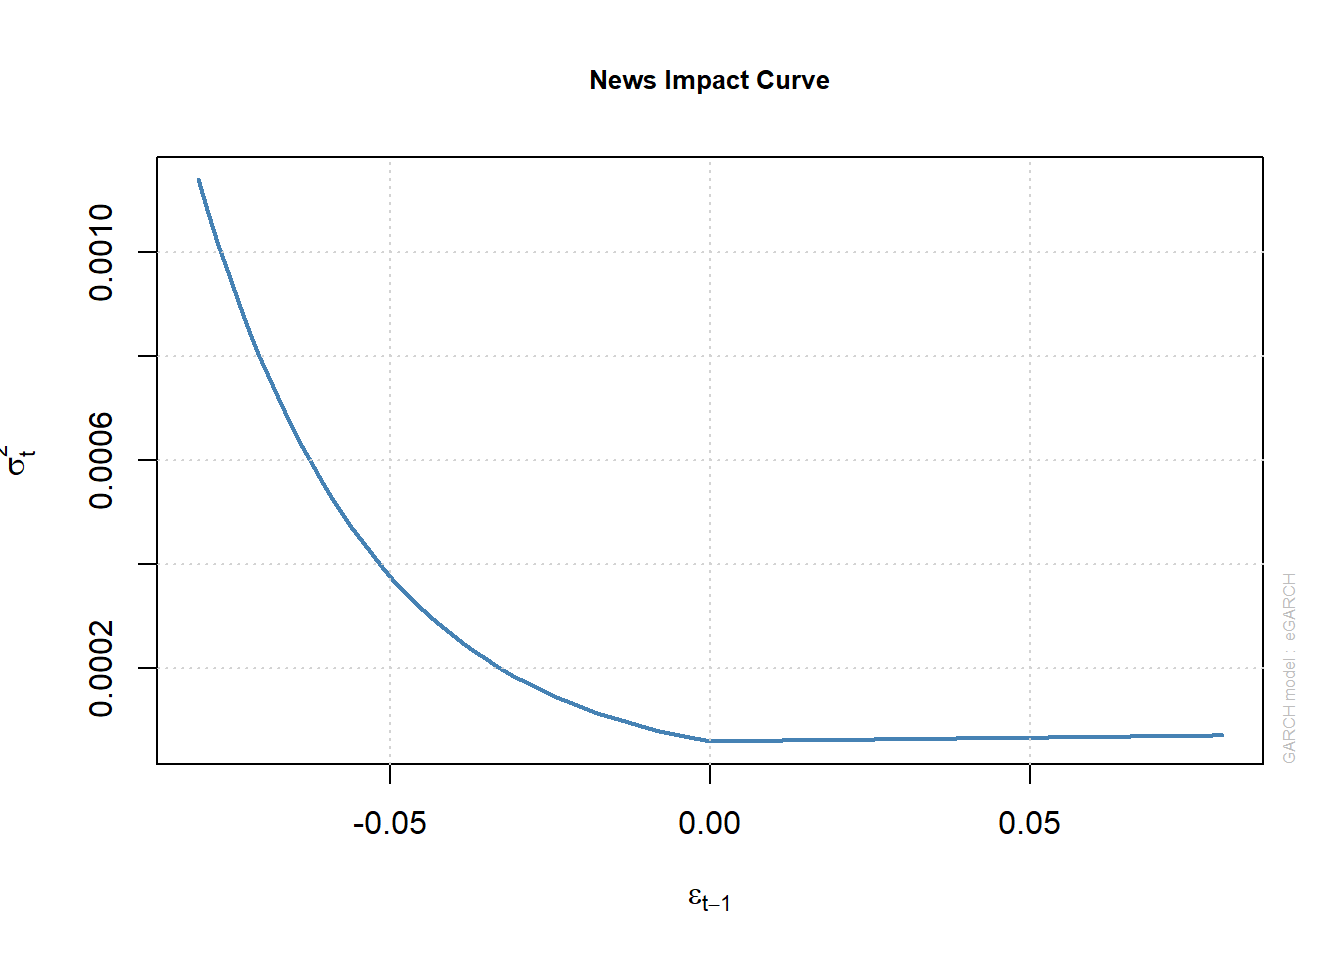 News Impact Curve
0.0010
0.0006
0.0002
σ²ₜ
-0.05 0.00 0.05
εₜ₋₁
GARCH model : eGARCH